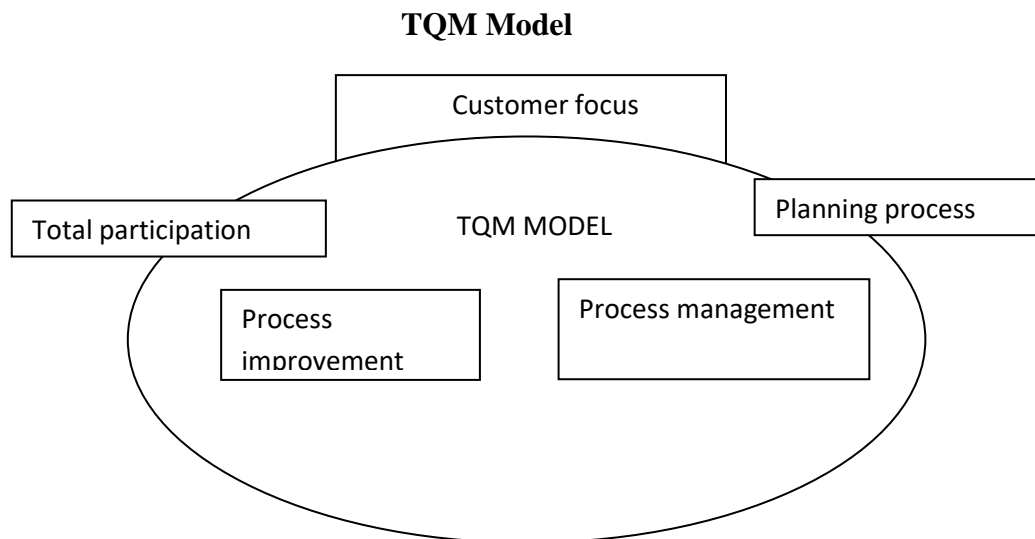 TQM Model
Customer focus
Total participation
TQM MODEL
Planning process
Process
improvement
Process management